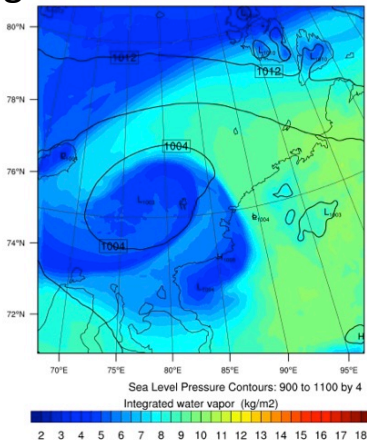 80°N
78°N
76°N
74°N
72°N
1012
1012
1004
1004
1004
L1003
70°E 75°E 80°E 85°E 90°E 95°E
Sea Level Pressure Contours: 900 to 1100 by 4
Integrated water vapor (kg/m2)
2 3 4 5 6 7 8 9 10 11 12 13 14 15 16 17 18